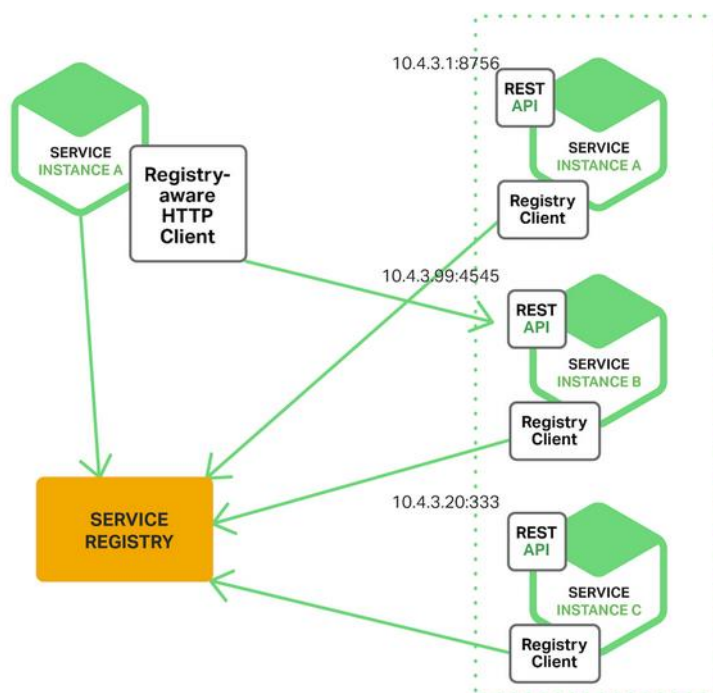 10.4.3.1:8756
REST
API
SERVICE
INSTANCE A
Registry-
aware
HTTP
Client
SERVICE
INSTANCE A
Registry
Client
10.4.3.99:4545
REST
API
SERVICE
INSTANCE B
Registry
Client
SERVICE
REGISTRY
10.4.3.20:333
REST
API
SERVICE
INSTANCE C
Registry
Client